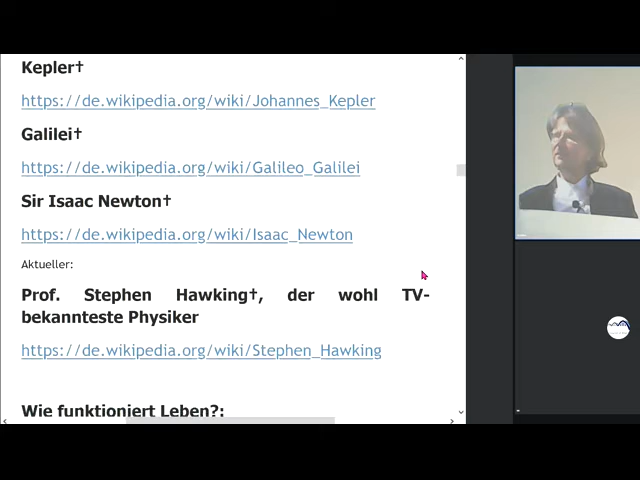 Kepler†
https://de.wikipedia.org/wiki/Johannes_Kepler
Galilei†
https://de.wikipedia.org/wiki/Galileo_Galilei
Sir Isaac Newton†
https://de.wikipedia.org/wiki/Isaac_Newton
Aktueller:
Prof. Stephen Hawking†, der wohl TV-
bekannteste Physiker
https://de.wikipedia.org/wiki/Stephen_Hawking
Wie funktioniert Leben?: